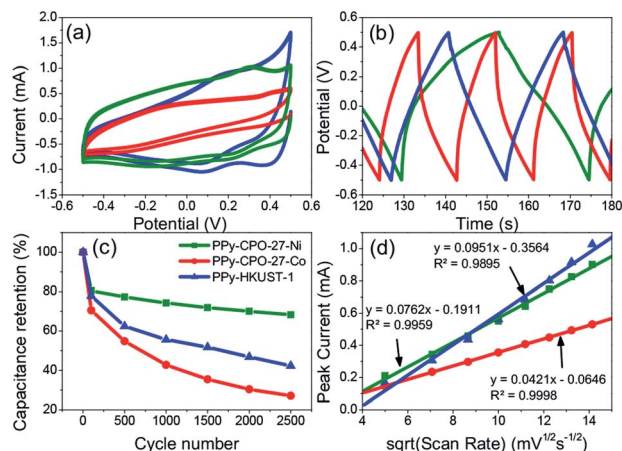 (a)
2.0
1.5
1.0
0.5
0.0
-0.5
-1.0
-1.5
Current (mA)
-0.6 -0.4 -0.2 0.0 0.2 0.4 0.6
Potential (V)
(b)
0.6
0.4
0.2
0.0
-0.2
-0.4
-0.6
Potential (V)
120 130 140 150 160 170 180
Time (s)
(c)
PPy-CPO-27-Ni
PPy-CPO-27-Co
PPy-HKUST-1
100
80
60
40
20
Capacitance retention (%)
0 500 1000 1500 2000 2500
Cycle number
(d)
y = 0.0951x - 0.3564
R² = 0.9895
y = 0.0762x - 0.1911
R² = 0.9959
y = 0.0421x - 0.0646
R² = 0.9998
1.0
0.8
0.6
0.4
0.2
0.0
Peak Current (mA)
4 6 8 10 12 14
sqrt(Scan Rate) (mV¹/²s⁻¹/²)